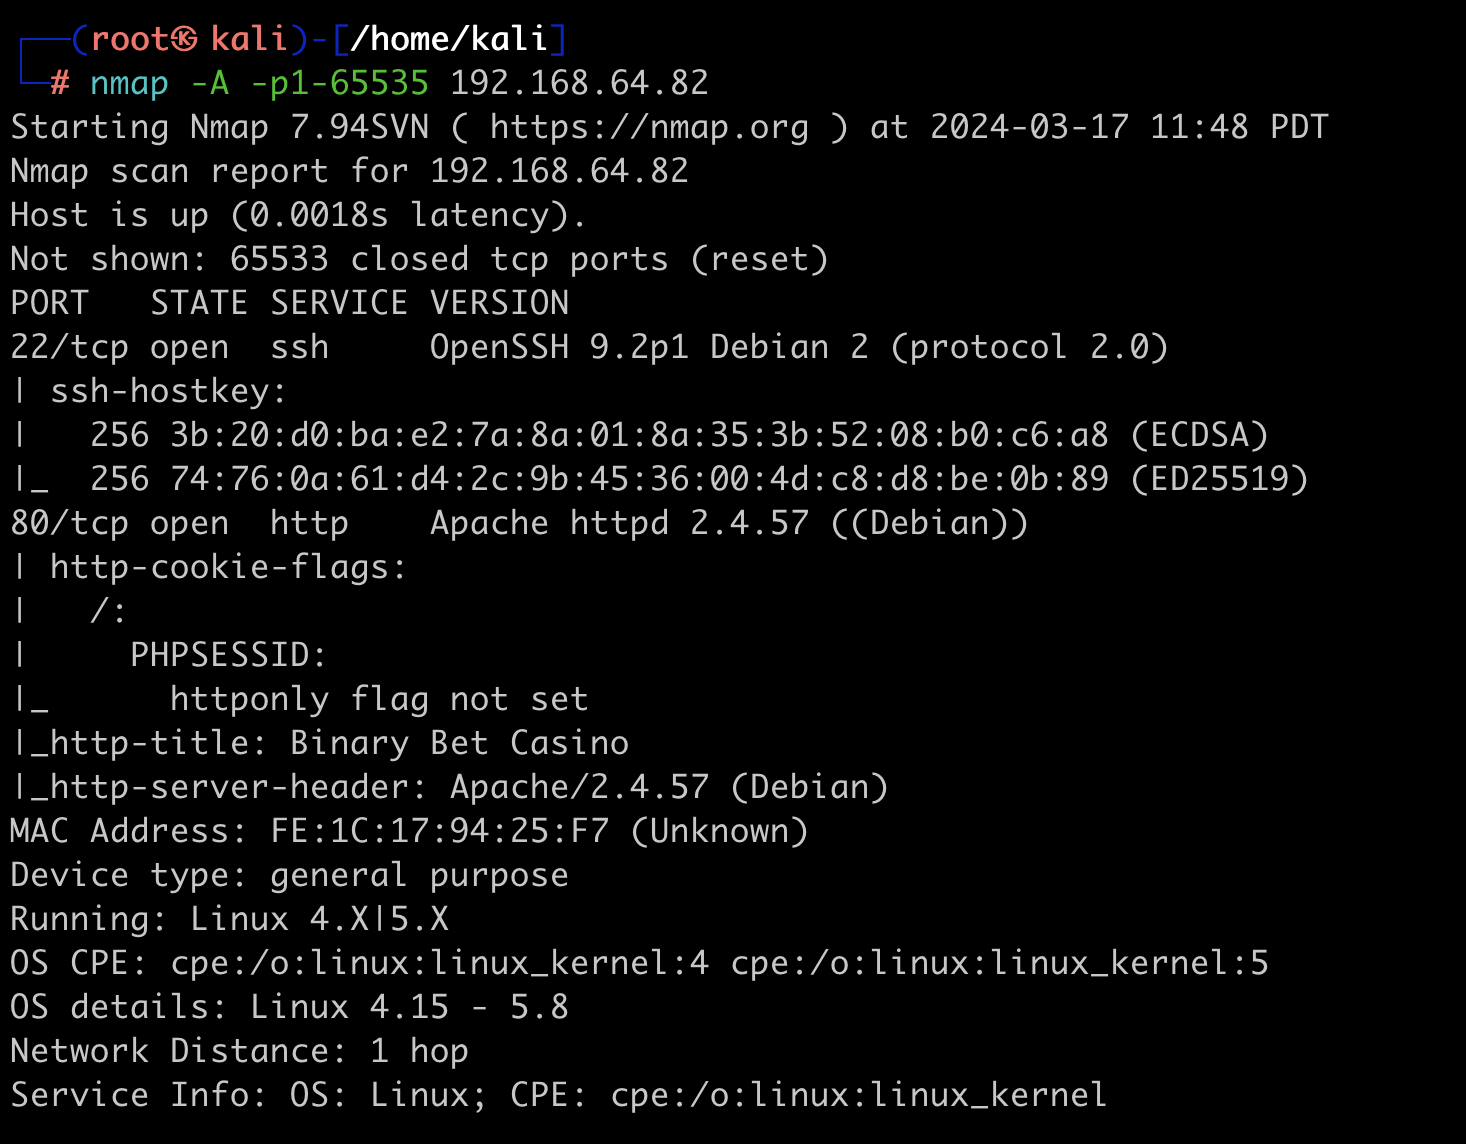 ┌──(root㉿kali)-[/home/kali]
└─# nmap -A -p1-65535 192.168.64.82
Starting Nmap 7.94SVN ( https://nmap.org ) at 2024-03-17 11:48 PDT
Nmap scan report for 192.168.64.82
Host is up (0.0018s latency).
Not shown: 65533 closed tcp ports (reset)
PORT   STATE SERVICE VERSION
22/tcp open  ssh     OpenSSH 9.2p1 Debian 2 (protocol 2.0)
| ssh-hostkey:
|   256 3b:20:d0:ba:e2:7a:8a:01:8a:35:3b:52:08:b0:c6:a8 (ECDSA)
|_  256 74:76:0a:61:d4:2c:9b:45:36:00:4d:c8:d8:be:0b:89 (ED25519)
80/tcp open  http    Apache httpd 2.4.57 ((Debian))
| http-cookie-flags:
|   /:
|     PHPSESSID:
|_      httponly flag not set
|_http-title: Binary Bet Casino
|_http-server-header: Apache/2.4.57 (Debian)
MAC Address: FE:1C:17:94:25:F7 (Unknown)
Device type: general purpose
Running: Linux 4.X|5.X
OS CPE: cpe:/o:linux:linux_kernel:4 cpe:/o:linux:linux_kernel:5
OS details: Linux 4.15 - 5.8
Network Distance: 1 hop
Service Info: OS: Linux; CPE: cpe:/o:linux:linux_kernel